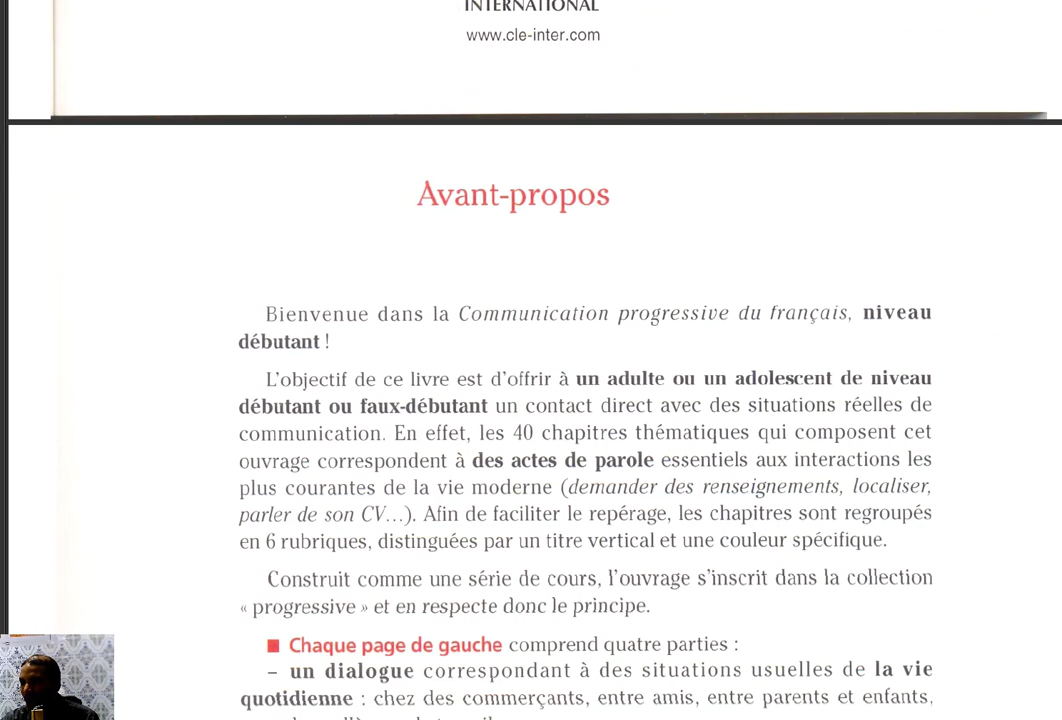 INTERNATIONAL
www.cle-inter.com
Avant-propos
Bienvenue dans la Communication progressive du français, niveau
débutant !
L'objectif de ce livre est d'offrir à un adulte ou un adolescent de niveau
débutant ou faux-débutant un contact direct avec des situations réelles de
communication. En effet, les 40 chapitres thématiques qui composent cet
ouvrage correspondent à des actes de parole essentiels aux interactions les
plus courantes de la vie moderne (demander des renseignements, localiser,
parler de son CV…). Afin de faciliter le repérage, les chapitres sont regroupés
en 6 rubriques, distinguées par un titre vertical et une couleur spécifique.
Construit comme une série de cours, l'ouvrage s'inscrit dans la collection
« progressive » et en respecte donc le principe.
■ Chaque page de gauche comprend quatre parties :
– un dialogue correspondant à des situations usuelles de la vie
quotidienne : chez des commerçants, entre amis, entre parents et enfants,